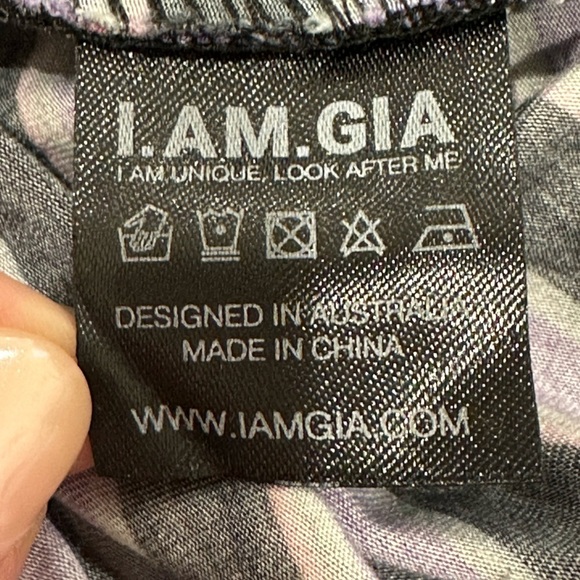 I.AM.GIA
I AM UNIQUE. LOOK AFTER ME
DESIGNED IN AUSTRALIA
MADE IN CHINA
WWW.IAMGIA.COM